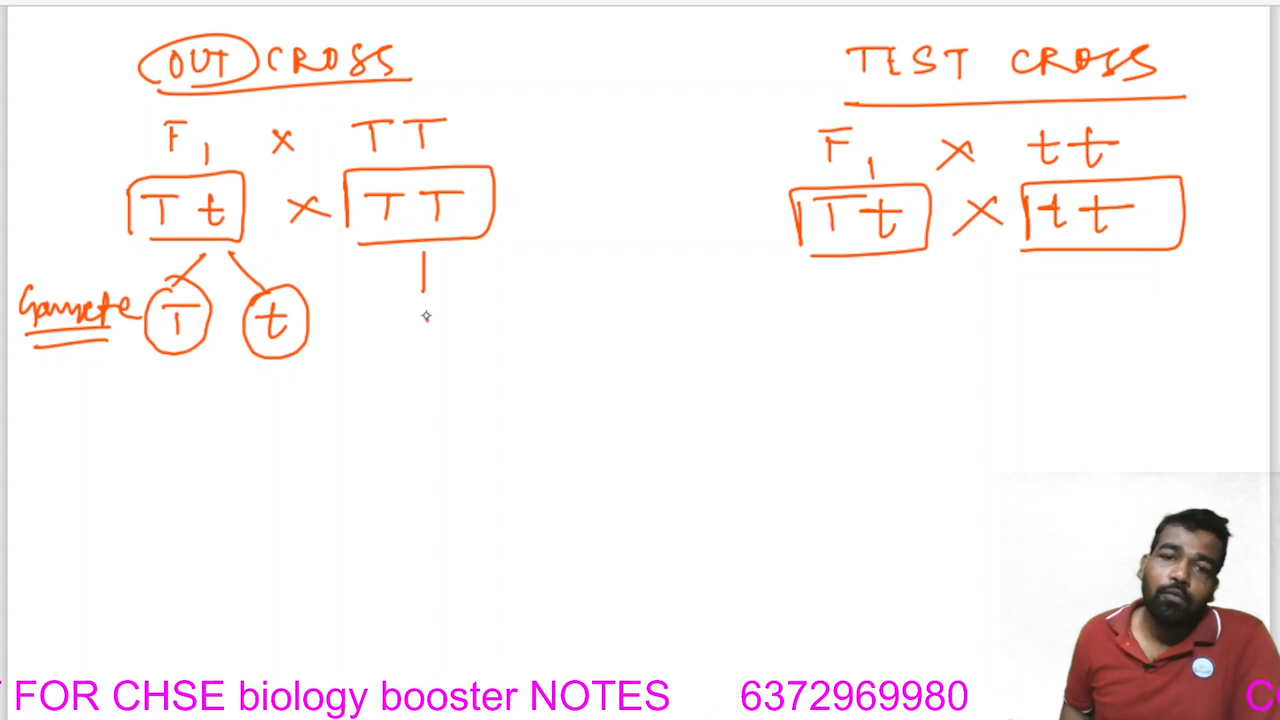 OUT CROSS
F1 × TT
Tt × TT
Gamete T t
TEST CROSS
F1 × tt
Tt × tt
FOR CHSE biology booster NOTES 6372969980 C